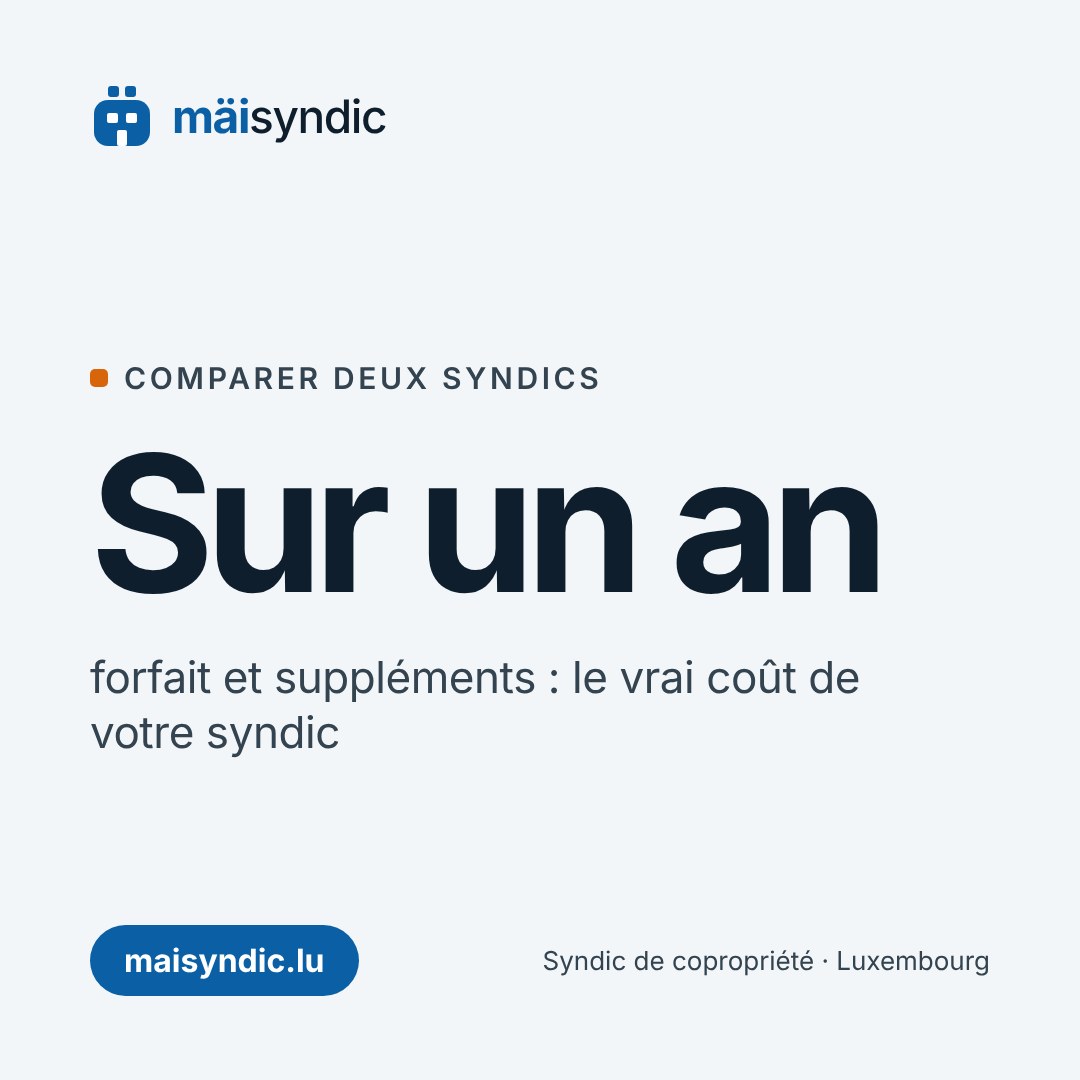 mäisyndic
COMPARER DEUX SYNDICS
Sur un an
forfait et suppléments : le vrai coût de
votre syndic
maisyndic.lu
Syndic de copropriété · Luxembourg